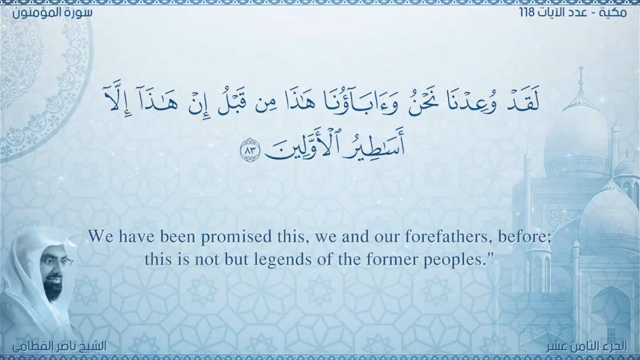 سورة المؤمنون
مكية - عدد الآيات 118
لَقَدْ وُعِدْنَا نَحْنُ وَءَابَآؤُنَا هَٰذَا مِن قَبْلُ إِنْ هَٰذَآ إِلَّآ
أَسَٰطِيرُ ٱلْأَوَّلِينَ ٨٣
We have been promised this, we and our forefathers, before;
this is not but legends of the former peoples."
الشيخ ناصر القطامي
الجزء الثامن عشر